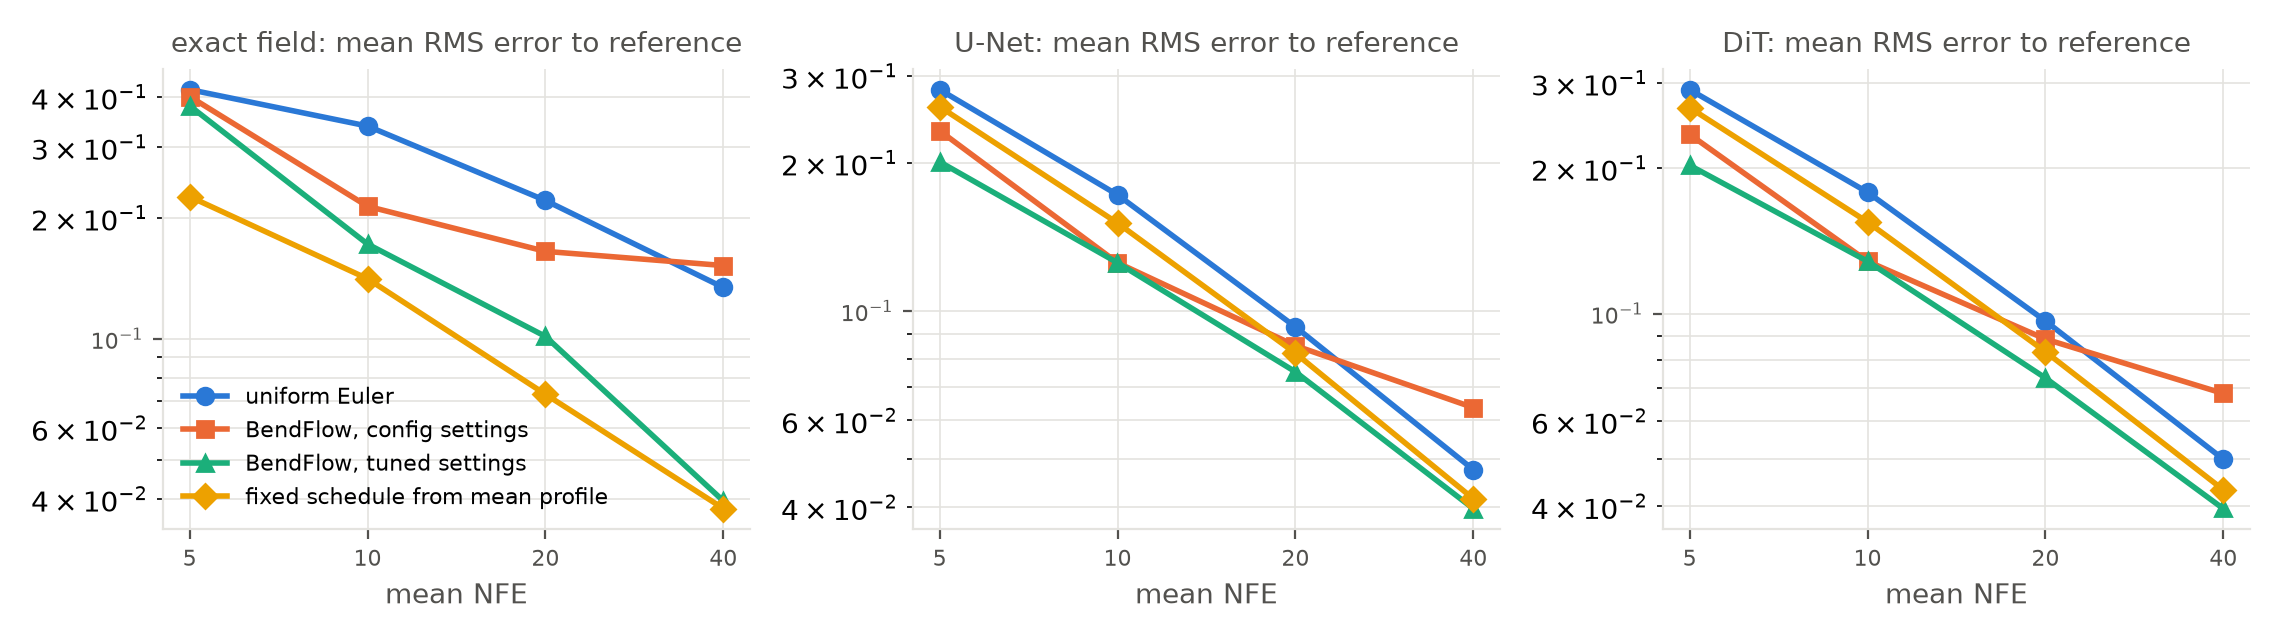 exact field: mean RMS error to reference
4 × 10⁻¹
3 × 10⁻¹
2 × 10⁻¹
10⁻¹
6 × 10⁻²
4 × 10⁻²
uniform Euler
BendFlow, config settings
BendFlow, tuned settings
fixed schedule from mean profile
5 10 20 40
mean NFE
U-Net: mean RMS error to reference
3 × 10⁻¹
2 × 10⁻¹
10⁻¹
6 × 10⁻²
4 × 10⁻²
5 10 20 40
mean NFE
DiT: mean RMS error to reference
3 × 10⁻¹
2 × 10⁻¹
10⁻¹
6 × 10⁻²
4 × 10⁻²
5 10 20 40
mean NFE